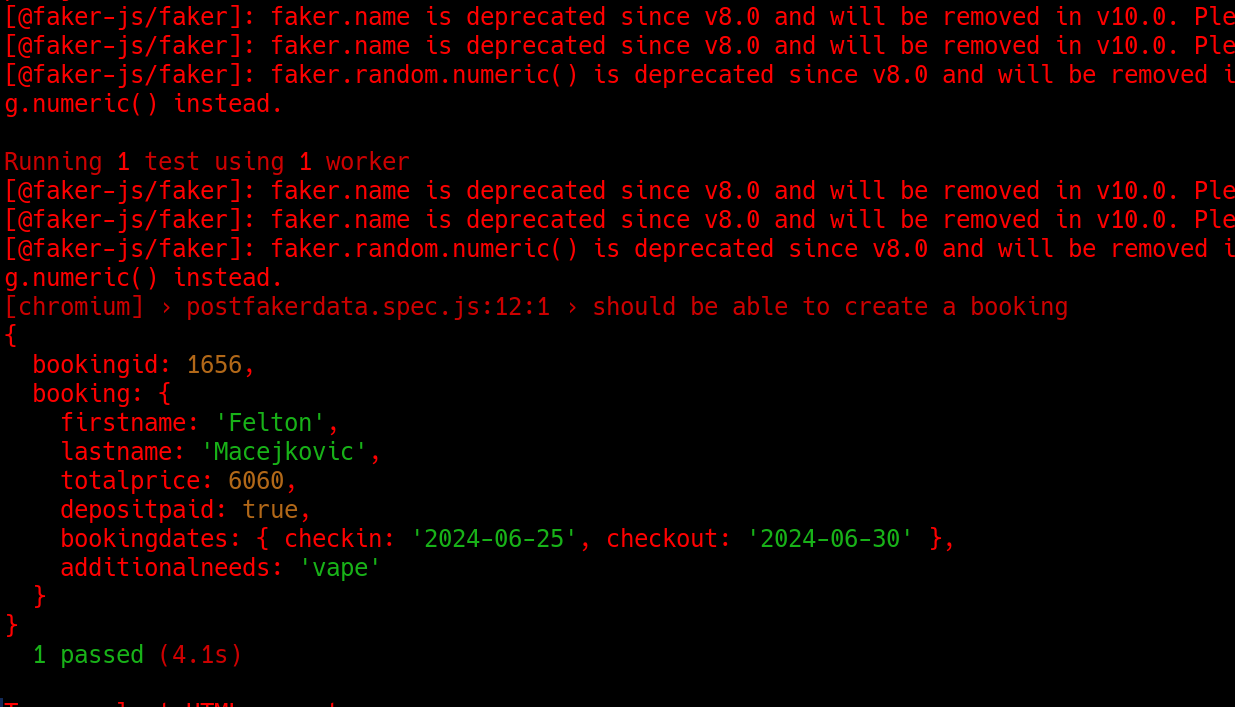 [@faker-js/faker]: faker.name is deprecated since v8.0 and will be removed in v10.0. Ple
[@faker-js/faker]: faker.name is deprecated since v8.0 and will be removed in v10.0. Ple
[@faker-js/faker]: faker.random.numeric() is deprecated since v8.0 and will be removed i
g.numeric() instead.
Running 1 test using 1 worker
[@faker-js/faker]: faker.name is deprecated since v8.0 and will be removed in v10.0. Ple
[@faker-js/faker]: faker.name is deprecated since v8.0 and will be removed in v10.0. Ple
[@faker-js/faker]: faker.random.numeric() is deprecated since v8.0 and will be removed i
g.numeric() instead.
[chromium] › postfakerdata.spec.js:12:1 › should be able to create a booking
{
  bookingid: 1656,
  booking: {
    firstname: 'Felton',
    lastname: 'Macejkovic',
    totalprice: 6060,
    depositpaid: true,
    bookingdates: { checkin: '2024-06-25', checkout: '2024-06-30' },
    additionalneeds: 'vape'
  }
}
  1 passed (4.1s)